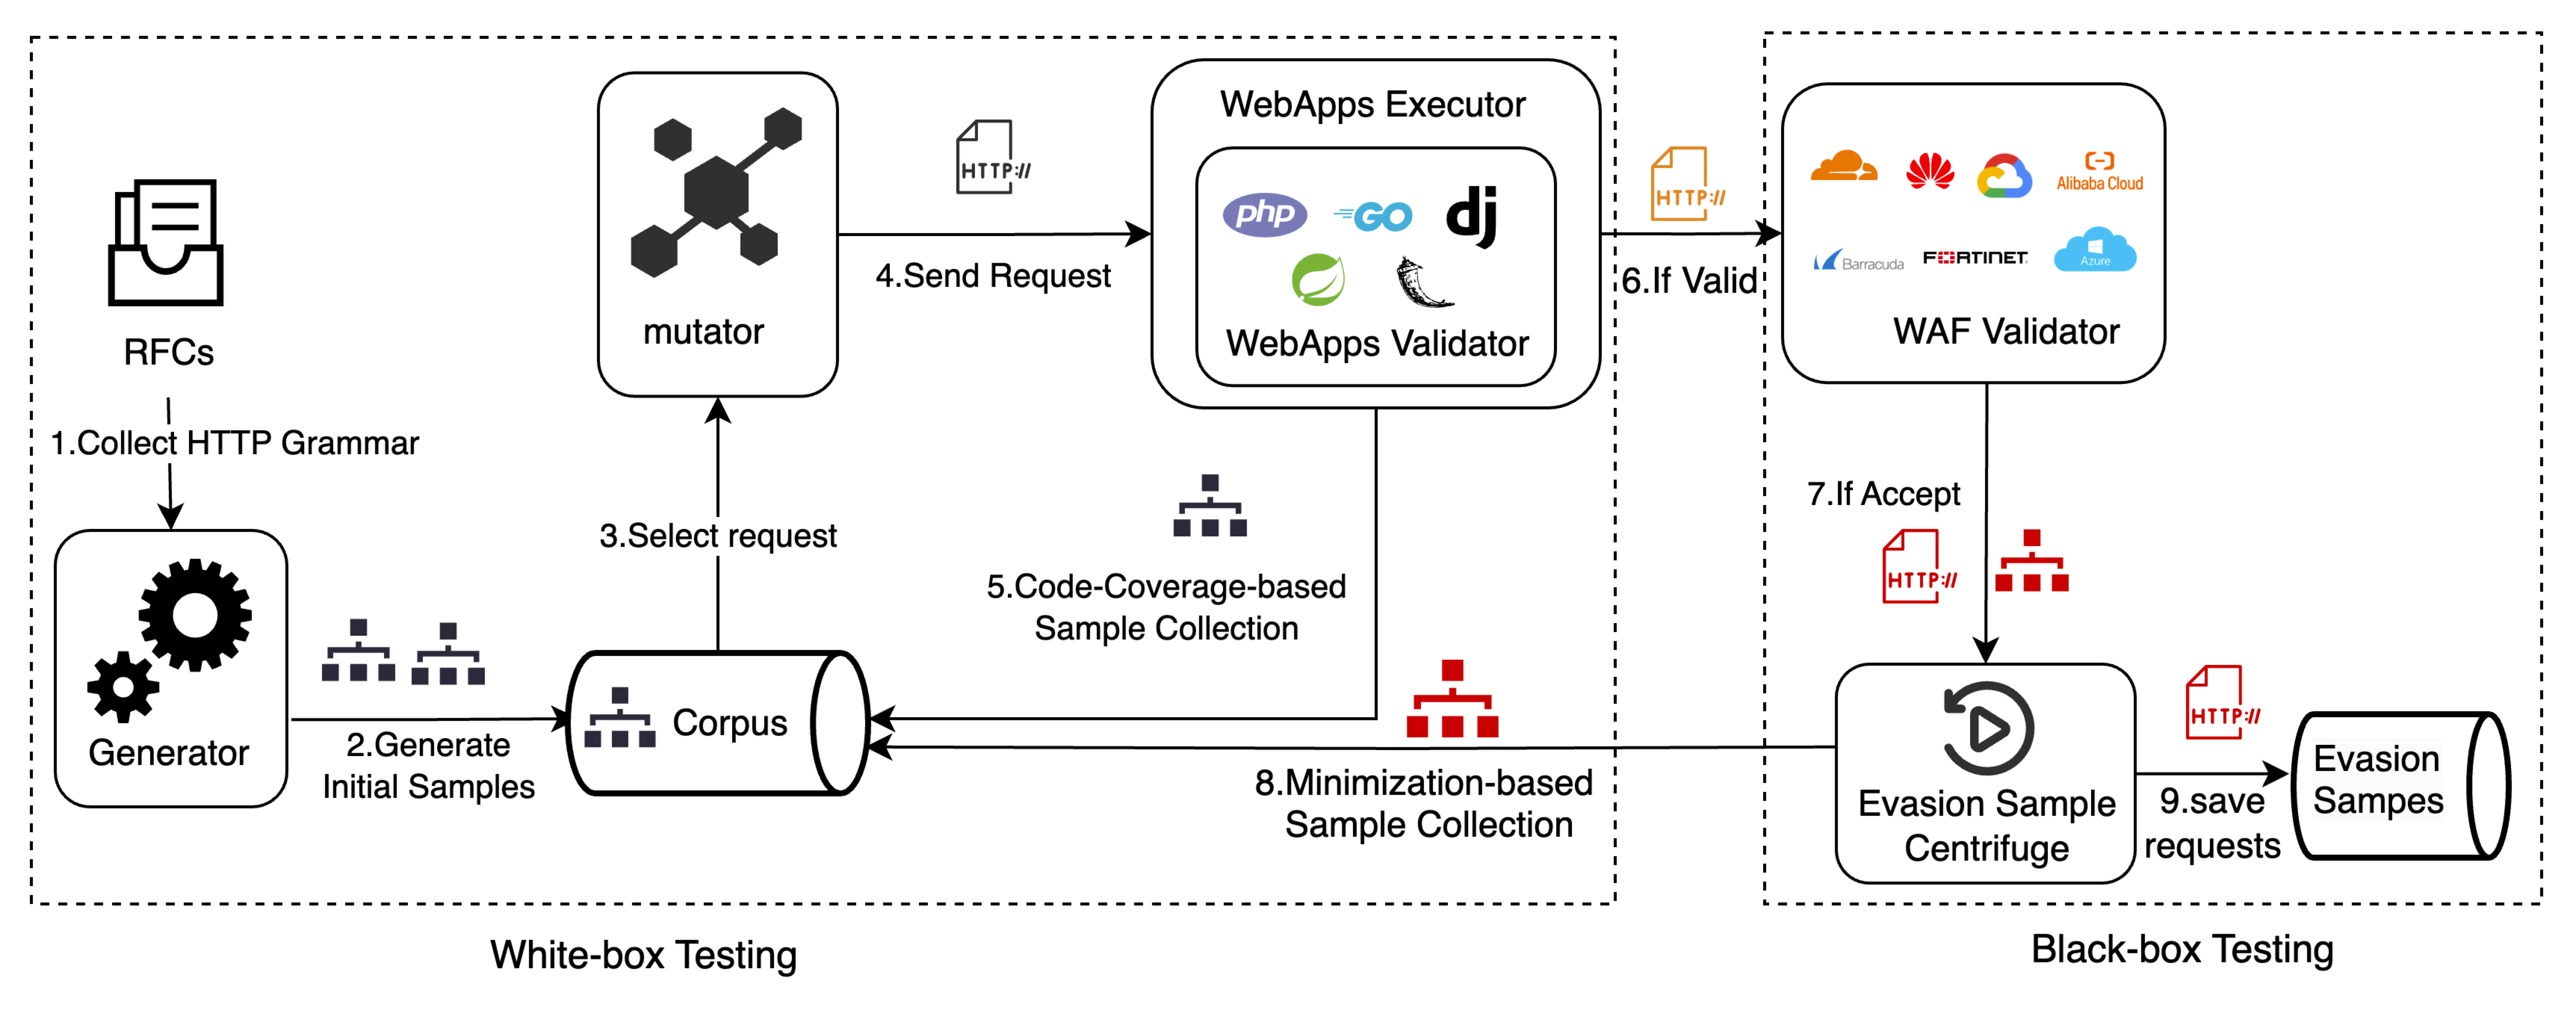 RFCs
1.Collect HTTP Grammar
Generator
2.Generate
Initial Samples
Corpus
3.Select request
mutator
HTTP://
4.Send Request
WebApps Executor
php
GO
dj
WebApps Validator
5.Code-Coverage-based
Sample Collection
HTTP://
6.If Valid
Alibaba Cloud
Barracuda
FORTINET
Azure
WAF Validator
7.If Accept
HTTP://
Evasion Sample
Centrifuge
8.Minimization-based
Sample Collection
HTTP://
9.save
requests
Evasion
Sampes
White-box Testing
Black-box Testing